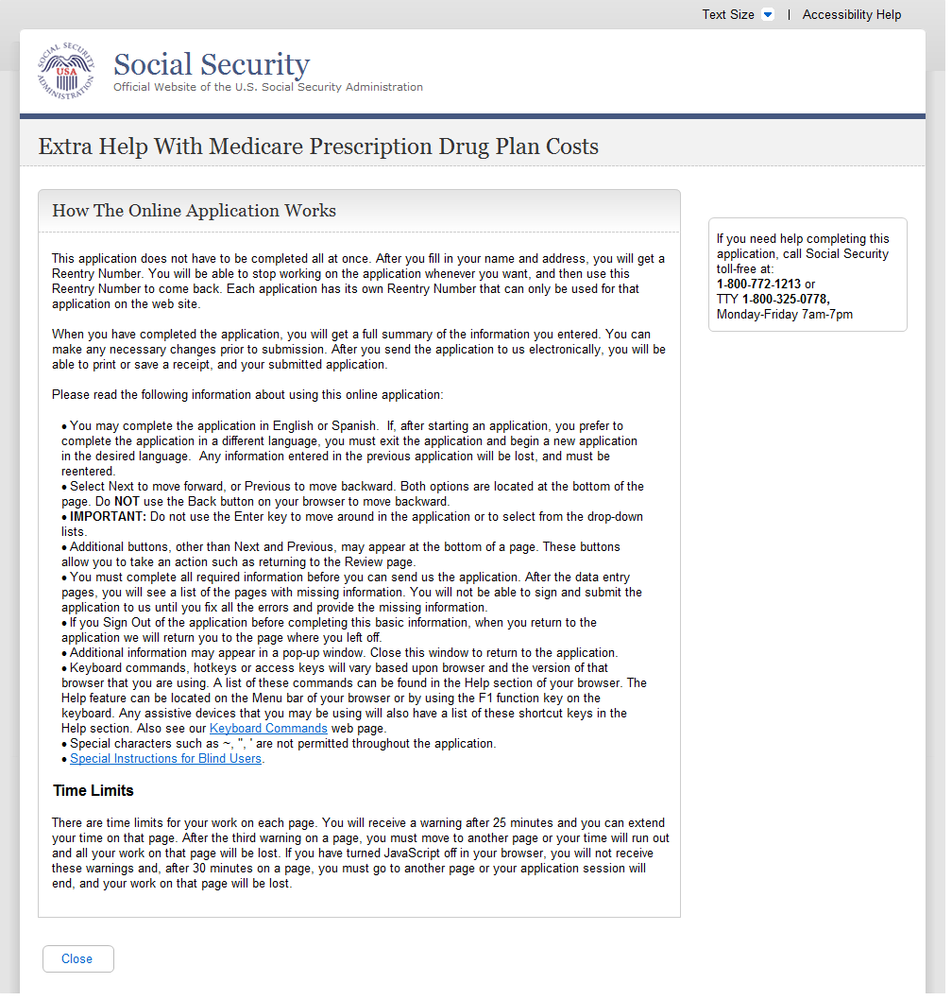 Text Size | Accessibility Help
SOCIAL SECURITY ADMINISTRATION
USA
Social Security
Official Website of the U.S. Social Security Administration
Extra Help With Medicare Prescription Drug Plan Costs
How The Online Application Works
This application does not have to be completed all at once. After you fill in your name and address, you will get a
Reentry Number. You will be able to stop working on the application whenever you want, and then use this
Reentry Number to come back. Each application has its own Reentry Number that can only be used for that
application on the web site.
When you have completed the application, you will get a full summary of the information you entered. You can
make any necessary changes prior to submission. After you send the application to us electronically, you will be
able to print or save a receipt, and your submitted application.
Please read the following information about using this online application:
• You may complete the application in English or Spanish.  If, after starting an application, you prefer to
complete the application in a different language, you must exit the application and begin a new application
in the desired language.  Any information entered in the previous application will be lost, and must be
reentered.
• Select Next to move forward, or Previous to move backward. Both options are located at the bottom of the
page. Do NOT use the Back button on your browser to move backward.
• IMPORTANT: Do not use the Enter key to move around in the application or to select from the drop-down
lists.
• Additional buttons, other than Next and Previous, may appear at the bottom of a page. These buttons
allow you to take an action such as returning to the Review page.
• You must complete all required information before you can send us the application. After the data entry
pages, you will see a list of the pages with missing information. You will not be able to sign and submit the
application to us until you fix all the errors and provide the missing information.
• If you Sign Out of the application before completing this basic information, when you return to the
application we will return you to the page where you left off.
• Additional information may appear in a pop-up window. Close this window to return to the application.
• Keyboard commands, hotkeys or access keys will vary based upon browser and the version of that
browser that you are using. A list of these commands can be found in the Help section of your browser. The
Help feature can be located on the Menu bar of your browser or by using the F1 function key on the
keyboard. Any assistive devices that you may be using will also have a list of these shortcut keys in the
Help section. Also see our Keyboard Commands web page.
• Special characters such as ~, ", ' are not permitted throughout the application.
• Special Instructions for Blind Users.
Time Limits
There are time limits for your work on each page. You will receive a warning after 25 minutes and you can extend
your time on that page. After the third warning on a page, you must move to another page or your time will run out
and all your work on that page will be lost. If you have turned JavaScript off in your browser, you will not receive
these warnings and, after 30 minutes on a page, you must go to another page or your application session will
end, and your work on that page will be lost.
If you need help completing this
application, call Social Security
toll-free at:
1-800-772-1213 or
TTY 1-800-325-0778,
Monday-Friday 7am-7pm
Close